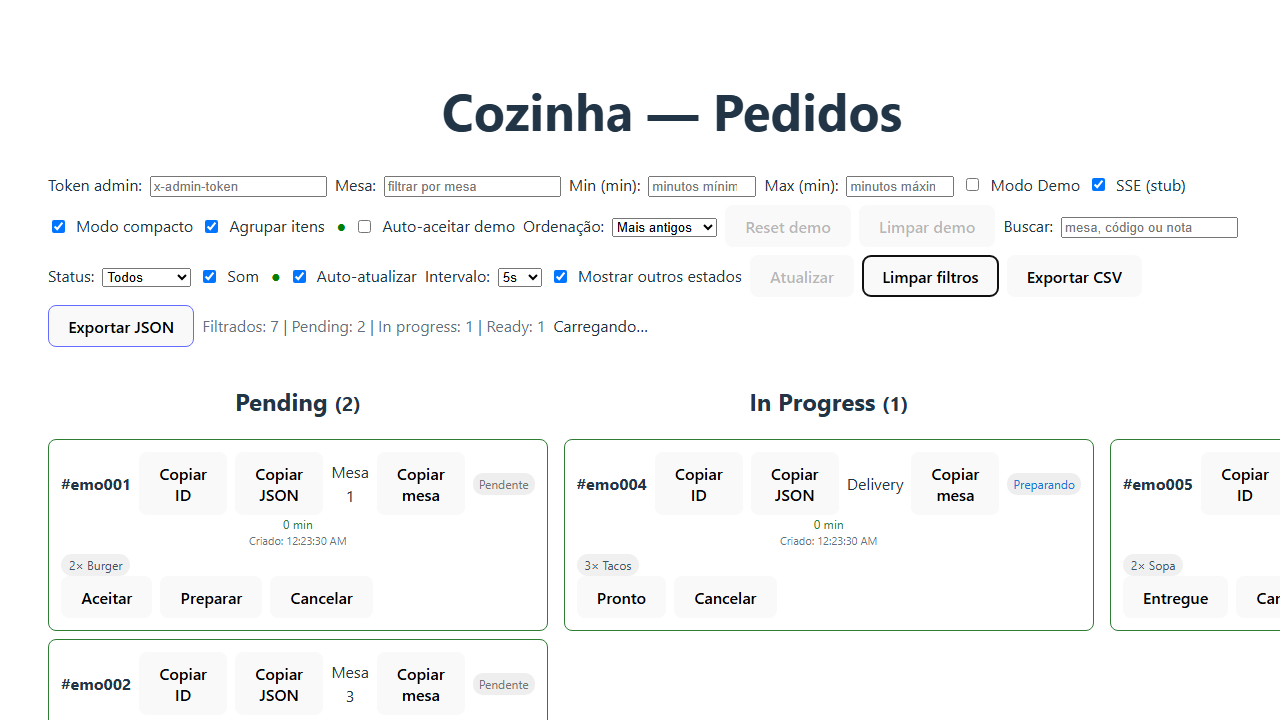 Cozinha — Pedidos
Token admin: x-admin-token Mesa: filtrar por mesa Min (min): minutos mínim Max (min): minutos máxin Modo Demo SSE (stub)
Modo compacto Agrupar itens Auto-aceitar demo Ordenação: Mais antigos Reset demo Limpar demo Buscar: mesa, código ou nota
Status: Todos Som Auto-atualizar Intervalo: 5s Mostrar outros estados Atualizar Limpar filtros Exportar CSV
Exportar JSON Filtrados: 7 | Pending: 2 | In progress: 1 | Ready: 1 Carregando...
Pending (2)
#emo001 Copiar ID Copiar JSON Mesa 1 Copiar mesa Pendente
0 min
Criado: 12:23:30 AM
2× Burger
Aceitar Preparar Cancelar
#emo002 Copiar ID Copiar JSON Mesa 3 Copiar mesa Pendente
In Progress (1)
#emo004 Copiar ID Copiar JSON Delivery Copiar mesa Preparando
0 min
Criado: 12:23:30 AM
3× Tacos
Pronto Cancelar
#emo005 Copiar ID
2× Sopa
Entregue Can